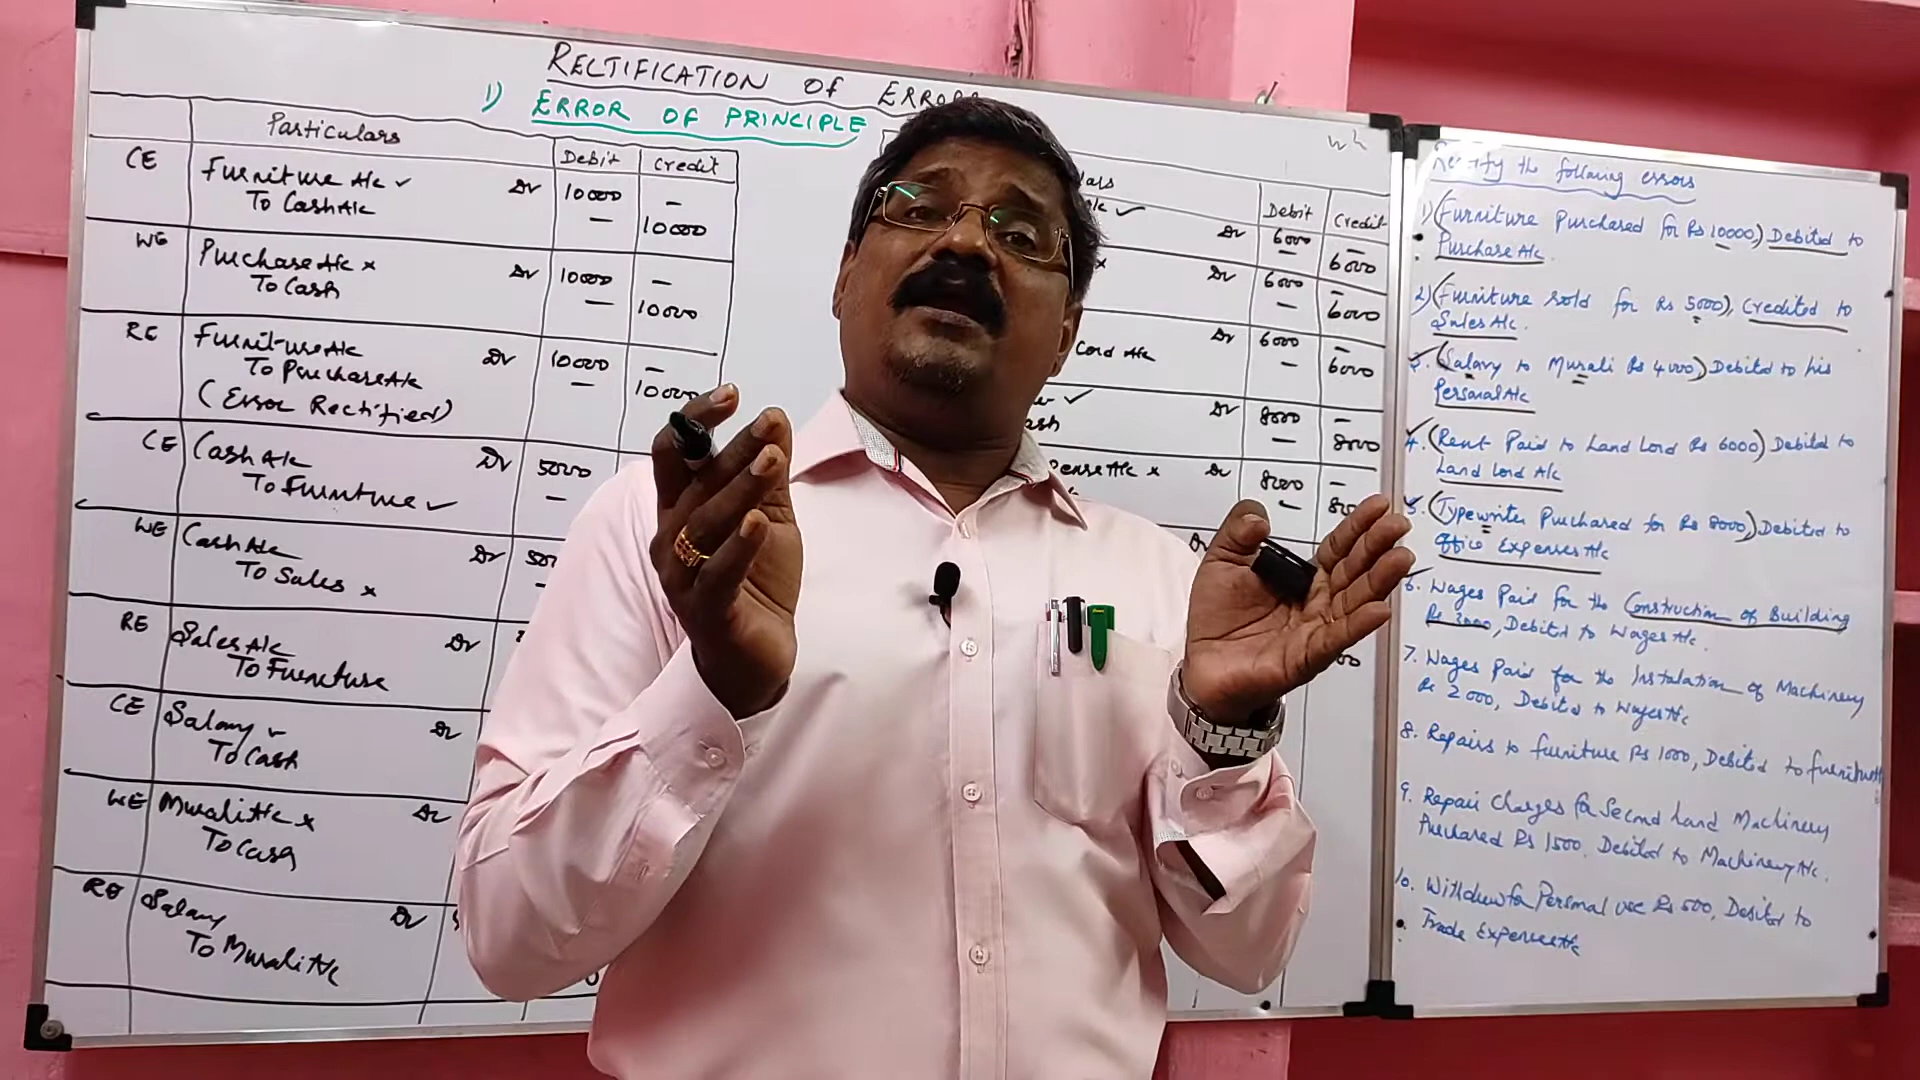 RECTIFICATION OF ERRORS
1) ERROR OF PRINCIPLE
Particulars Debit Credit
CE Furniture A/c ✓ Dr 10000 —
To Cash A/c — 10000
WE Purchase A/c x Dr 10000 —
To Cash — 10000
RE Furniture A/c Dr 10000 —
To Purchase A/c — 10000
(Error Rectified)
CE Cash A/c Dr 5000
To Furniture ✓ —
WE Cash A/c Dr
To Sales x
RE Sales A/c Dr
To Furniture
CE Salary ✓ Dr
To Cash
WE Murali A/c x Dr
To Cash
RE Salary Dr
To Murali A/c
Debit Credit
Dr 6000 —
— 6000
x Dr 6000 —
— 6000
Lord A/c Dr 6000 —
— 6000
✓ Dr 8000 —
ash — 8000
pense A/c x Dr 8000 —
—
Dr
Rectify the following errors
1) (Furniture Purchased for Rs 10000) Debited to
Purchase A/c.
2) (Furniture sold for Rs 5000), Credited to
Sales A/c.
3. (Salary to Murali Rs 4000) Debited to his
Personal A/c
4. (Rent Paid to Land Lord Rs 6000) Debited to
Land Lord A/c
5. (Typewriter Purchased for Rs 8000) Debited to
Office Expenses A/c
6. Wages Paid for the Construction of Building
Rs 3000, Debited to Wages A/c.
7. Wages Paid for the Instalation of Machinery
Rs 2000, Debited to Wages A/c
8. Repairs to furniture Rs 1000, Debited to furniture A/c
9. Repair Charges for Second hand Machinery
Purchased Rs 1500. Debited to Machinery A/c.
10. Withdrew for Personal use Rs 500, Debited to
Trade Expenses A/c